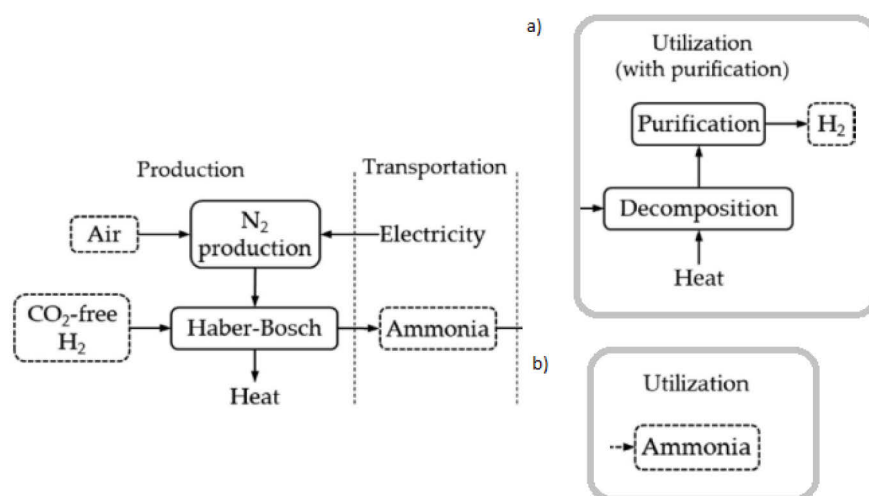 a)
Utilization
(with purification)
Purification
H2
Decomposition
Heat
Production
Transportation
Air
N2
production
Electricity
CO2-free
H2
Haber-Bosch
Ammonia
Heat
b)
Utilization
Ammonia